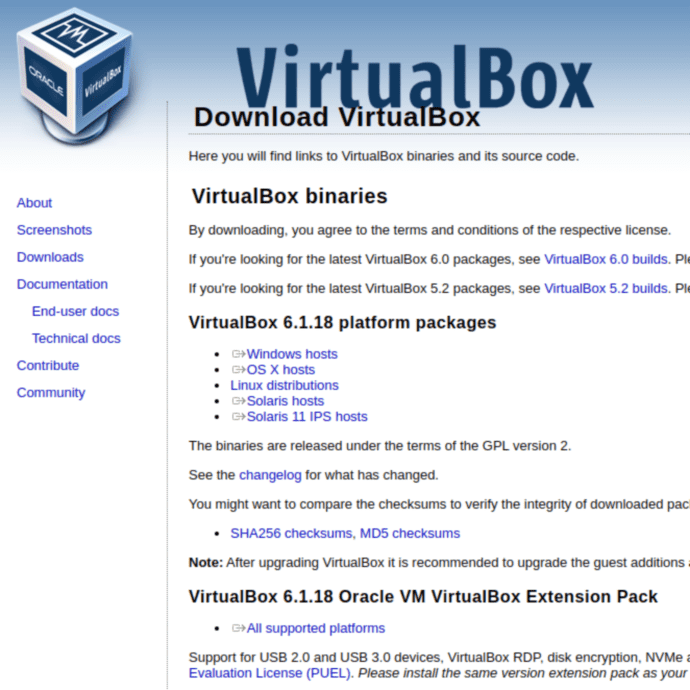 ORACLE
VirtualBox
VirtualBox
Download VirtualBox
Here you will find links to VirtualBox binaries and its source code.
About
Screenshots
Downloads
Documentation
End-user docs
Technical docs
Contribute
Community
VirtualBox binaries
By downloading, you agree to the terms and conditions of the respective license.
If you're looking for the latest VirtualBox 6.0 packages, see VirtualBox 6.0 builds.
If you're looking for the latest VirtualBox 5.2 packages, see VirtualBox 5.2 builds.
VirtualBox 6.1.18 platform packages
• Windows hosts
• OS X hosts
• Linux distributions
• Solaris hosts
• Solaris 11 IPS hosts
The binaries are released under the terms of the GPL version 2.
See the changelog for what has changed.
You might want to compare the checksums to verify the integrity of downloaded
• SHA256 checksums, MD5 checksums
Note: After upgrading VirtualBox it is recommended to upgrade the guest additions
VirtualBox 6.1.18 Oracle VM VirtualBox Extension Pack
• All supported platforms
Support for USB 2.0 and USB 3.0 devices, VirtualBox RDP, disk encryption, NVMe
Evaluation License (PUEL). Please install the same version extension pack as your